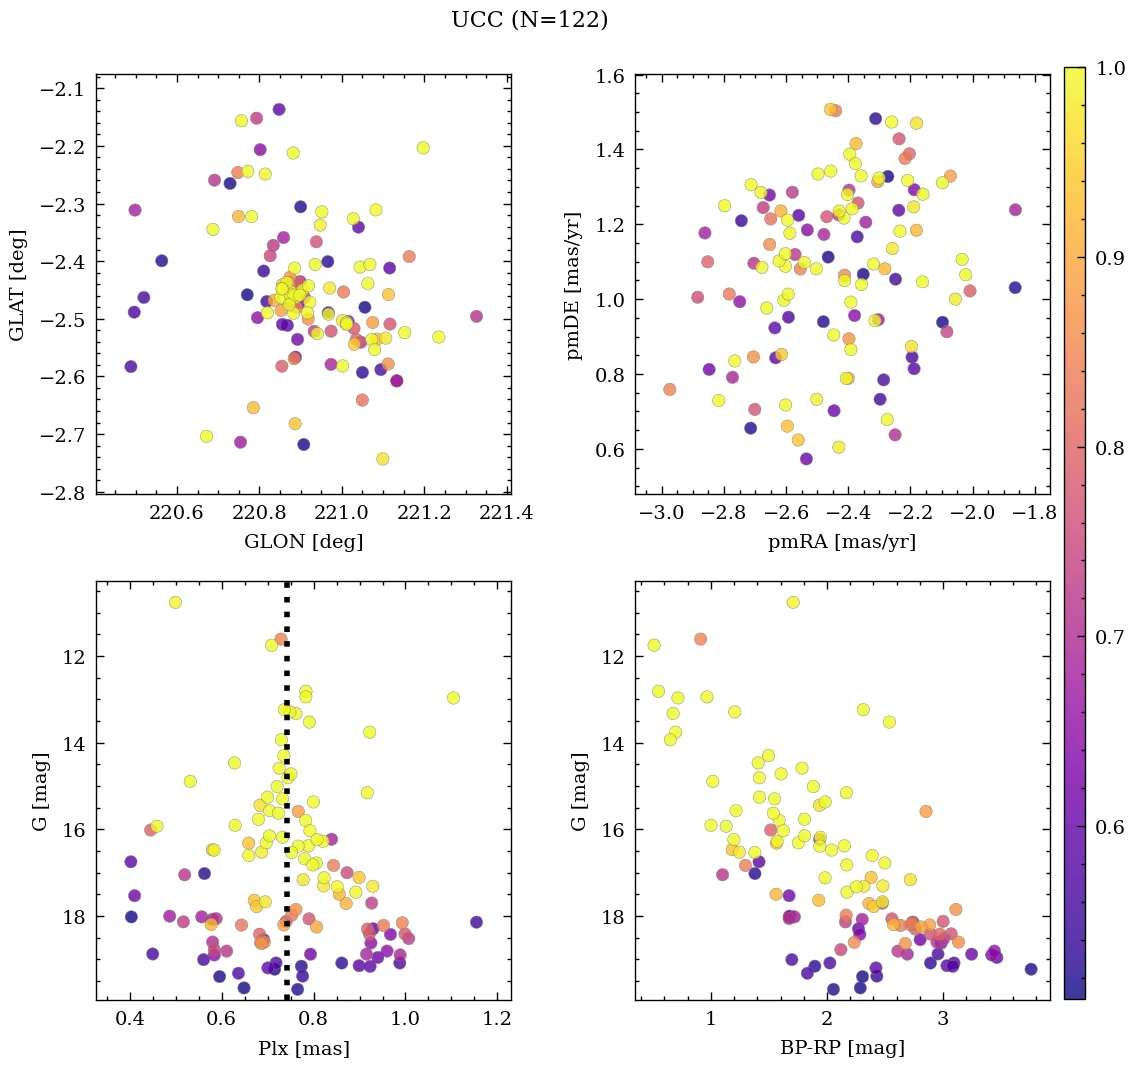 UCC (N=122)
−2.1
−2.2
−2.3
−2.4
−2.5
−2.6
−2.7
−2.8
GLAT [deg]
220.6 220.8 221.0 221.2 221.4
GLON [deg]
1.6
1.4
1.2
1.0
0.8
0.6
pmDE [mas/yr]
−3.0 −2.8 −2.6 −2.4 −2.2 −2.0 −1.8
pmRA [mas/yr]
12
14
16
18
G [mag]
0.4 0.6 0.8 1.0 1.2
Plx [mas]
12
14
16
18
G [mag]
1 2 3
BP-RP [mag]
1.0
0.9
0.8
0.7
0.6